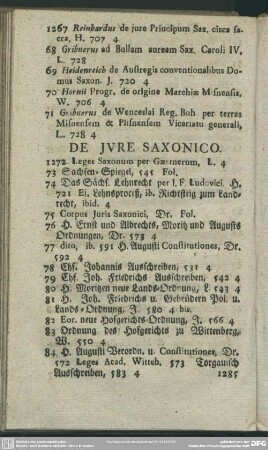 1267 Reinhardus de jure Principum Sax. circa sa-
cra, H. 707 4
68 Gribnerus ad Bullam auream Sax. Caroli IV.
L. 728
69 Heidenreich de Austregis conventionalibus Do-
mus Saxon. J. 720 4
70 Hornii Progr. de origine Marchiæ Misnensis,
W. 706 4
71 Gribnerus de Wenceslai Reg. Boh per terras
Misnensem & Plisnensem Vicariatu generali,
L. 728 4
DE JVRE SAXONICO.
1272 Leges Saxonum per Gærtnerum, L. 4
73 Sachsen-Spiegel, 545 Fol.
74 Das Sächs. Lehnrecht per I. F. Ludovici. H.
721 Ej. Lehnsproceß, ib. Richtsteig zum Land-
recht, ibid. 4
75 Corpus Juris Saxonici, Dr. Fol.
76 H. Ernst und Albrechts, Moritz und Augusts
Ordnungen, Dr. 573 4
77 dito, ib. 591 H. Augusti Constitutiones, Dr.
592 4
78 Chf. Johannis Ausschreiben, 531 4
79 Chf. Joh. Friedrichs Ausschreiben, 542 4
80 H. Moritzen neue Lands-Ordnung, L 543 4
81 H. Joh. Friedrichs u. Gebrüdern Pol. u.
Lands-Ordnung, J. 580 4 bis.
82 Eor. neue Hofgerichts-Ordnung, J. 566 4
83 Ordnung des Hofgerichts zu Wittenberg,
W. 550 4
84 H. Augusti Verordn. u. Constitutiones, Dr.
572 Leges Acad. Witteb. 573 Torgauisch
Ausschreiben, 583 4
1285